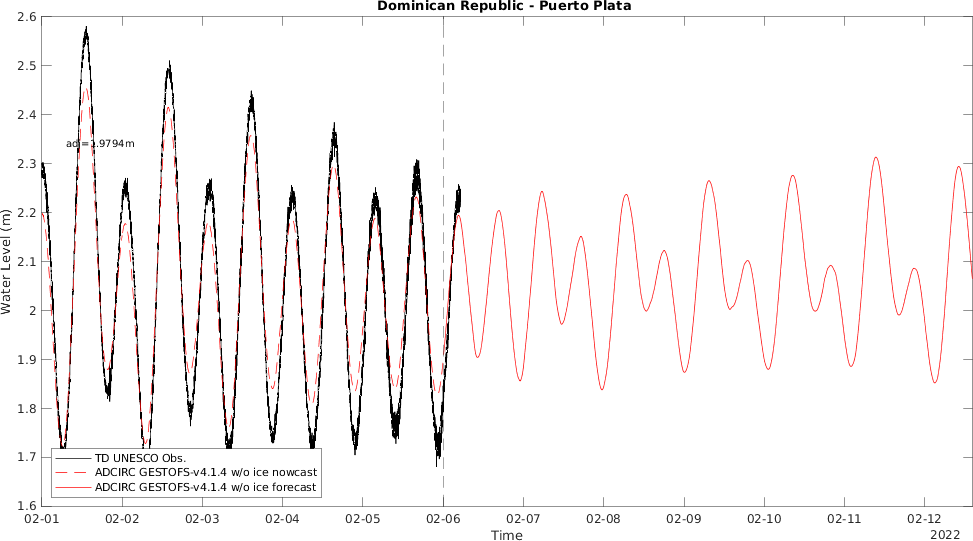 Dominican Republic - Puerto Plata
2.6
2.5
2.4
2.3
2.2
2.1
2
1.9
1.8
1.7
1.6
Water Level (m)
TD UNESCO Obs.
ADCIRC GESTOFS-v4.1.4 w/o ice nowcast
ADCIRC GESTOFS-v4.1.4 w/o ice forecast
02-01 02-02 02-03 02-04 02-05 02-06 02-07 02-08 02-09 02-10 02-11 02-12
Time
2022